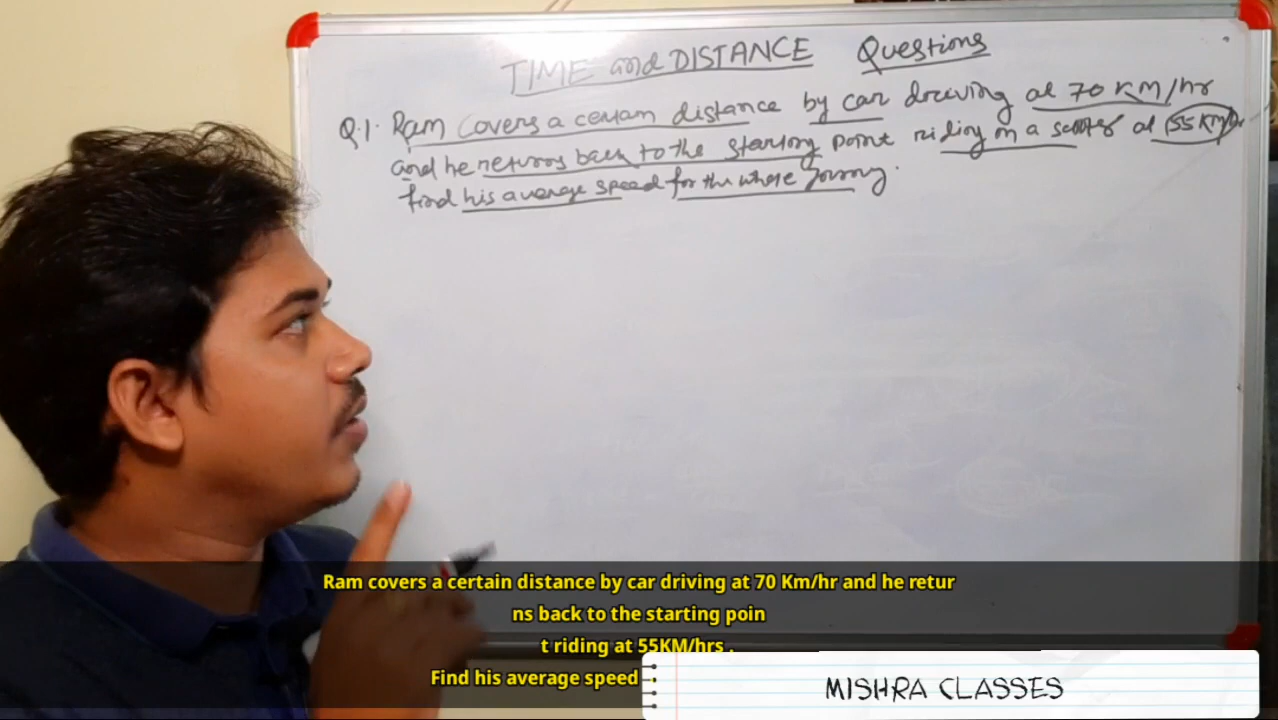 TIME and DISTANCE Questions
Q.1. Ram Covers a certain distance by car driving at 70 KM/hr
and he returns back to the starting point riding on a scooter at 55 KM/hr
find his average speed for the whole Journey.
Ram covers a certain distance by car driving at 70 Km/hr and he retur
ns back to the starting poin
t riding at 55KM/hrs .
Find his average speed
MISHRA CLASSES